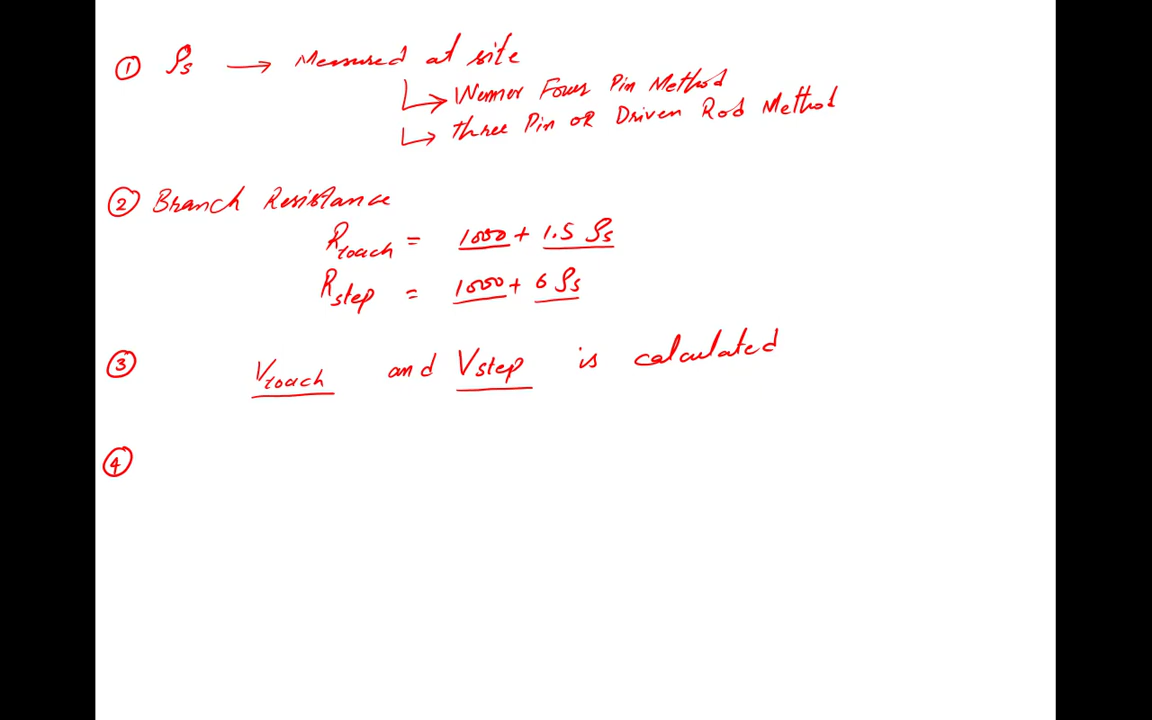 ① ρs → Measured at site
↳ Wenner Four Pin Method
↳ Three Pin OR Driven Rod Method
② Branch Resistance
Rtouch = 1000 + 1.5 ρs
Rstep = 1000 + 6 ρs
③ Vtouch and Vstep is calculated
④